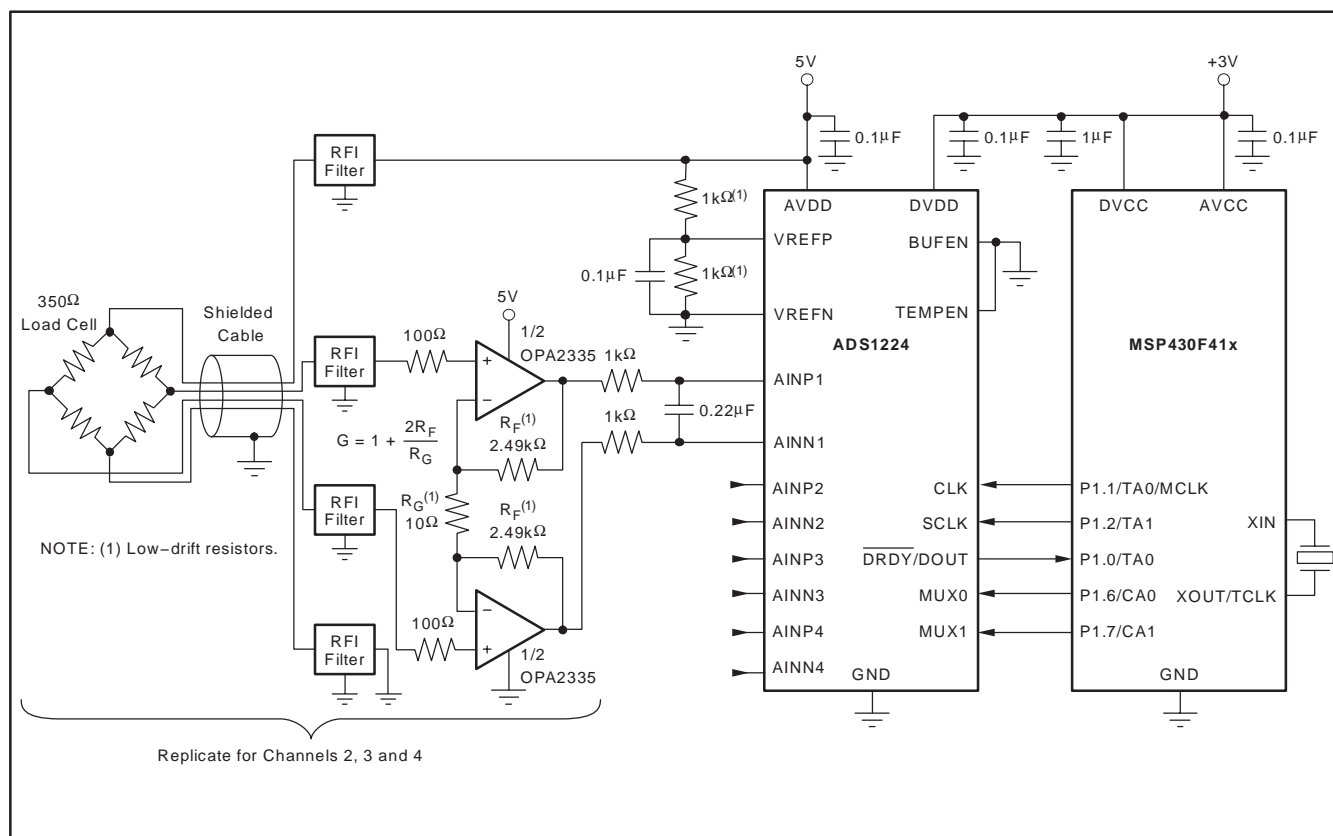 5V
+3V
0.1µF
0.1µF
1µF
0.1µF
RFI
Filter
1kΩ(1)
AVDD
DVDD
DVCC
AVCC
VREFP
BUFEN
0.1µF
1kΩ(1)
350Ω
Load Cell
Shielded
Cable
5V
VREFN
TEMPEN
ADS1224
MSP430F41x
RFI
Filter
100Ω
1/2
OPA2335
+
−
1kΩ
AINP1
0.22µF
1kΩ
AINN1
G = 1 + 2RF
RG
RF(1)
2.49kΩ
RG(1)
10Ω
RF(1)
2.49kΩ
AINP2
CLK
P1.1/TA0/MCLK
AINN2
SCLK
P1.2/TA1
XIN
RFI
Filter
NOTE: (1) Low−drift resistors.
AINP3
DRDY/DOUT
P1.0/TA0
AINN3
MUX0
P1.6/CA0
XOUT/TCLK
−
+
100Ω
AINP4
MUX1
P1.7/CA1
RFI
Filter
1/2
OPA2335
AINN4
GND
GND
Replicate for Channels 2, 3 and 4